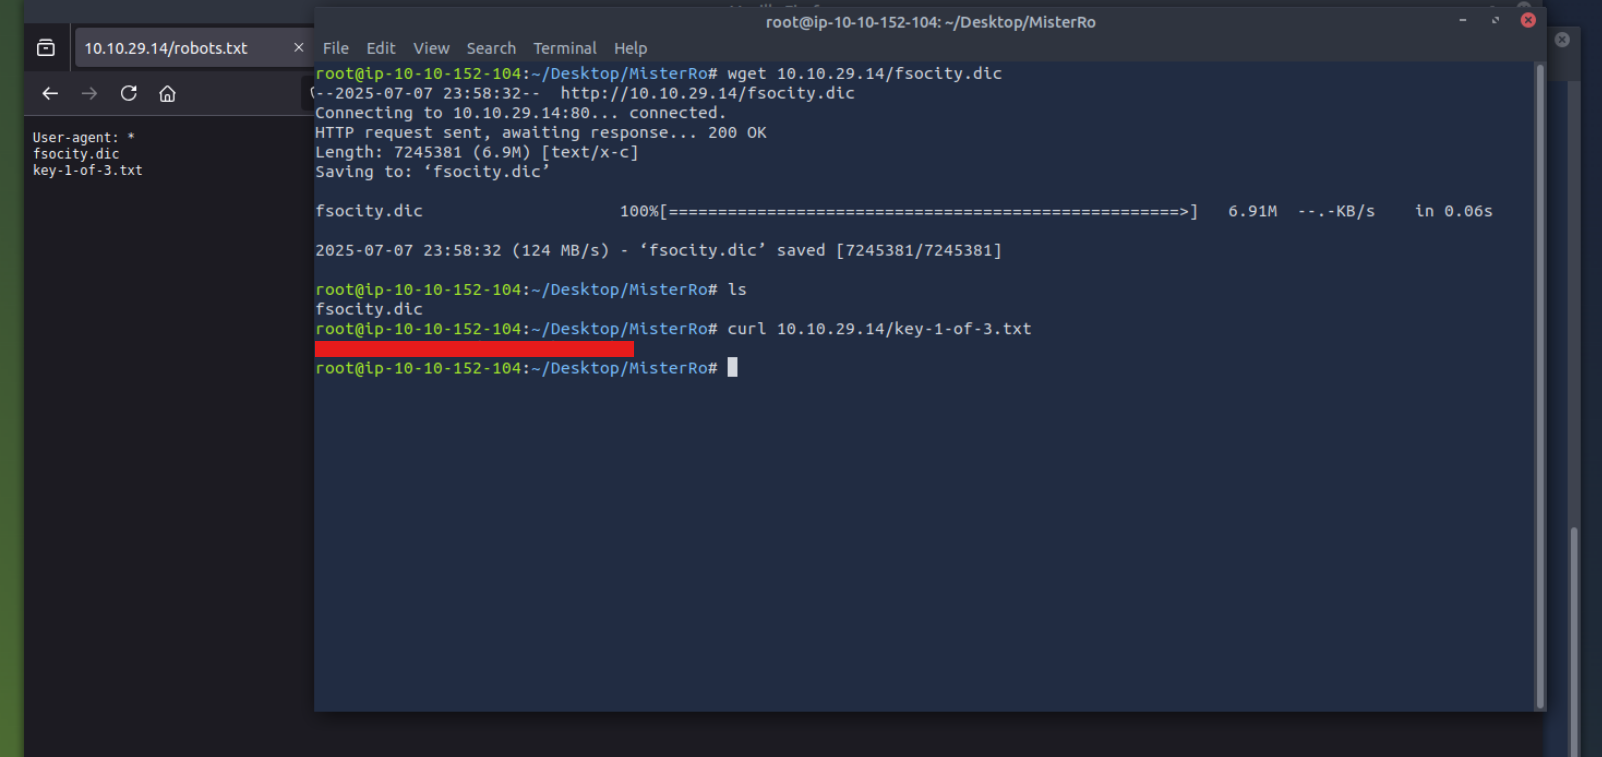 root@ip-10-10-152-104: ~/Desktop/MisterRo
10.10.29.14/robots.txt
File Edit View Search Terminal Help
User-agent: *
fsocity.dic
key-1-of-3.txt
root@ip-10-10-152-104:~/Desktop/MisterRo# wget 10.10.29.14/fsocity.dic
--2025-07-07 23:58:32--  http://10.10.29.14/fsocity.dic
Connecting to 10.10.29.14:80... connected.
HTTP request sent, awaiting response... 200 OK
Length: 7245381 (6.9M) [text/x-c]
Saving to: ‘fsocity.dic’
fsocity.dic 100%[====================================================>] 6.91M --.-KB/s in 0.06s
2025-07-07 23:58:32 (124 MB/s) - ‘fsocity.dic’ saved [7245381/7245381]
root@ip-10-10-152-104:~/Desktop/MisterRo# ls
fsocity.dic
root@ip-10-10-152-104:~/Desktop/MisterRo# curl 10.10.29.14/key-1-of-3.txt
root@ip-10-10-152-104:~/Desktop/MisterRo#